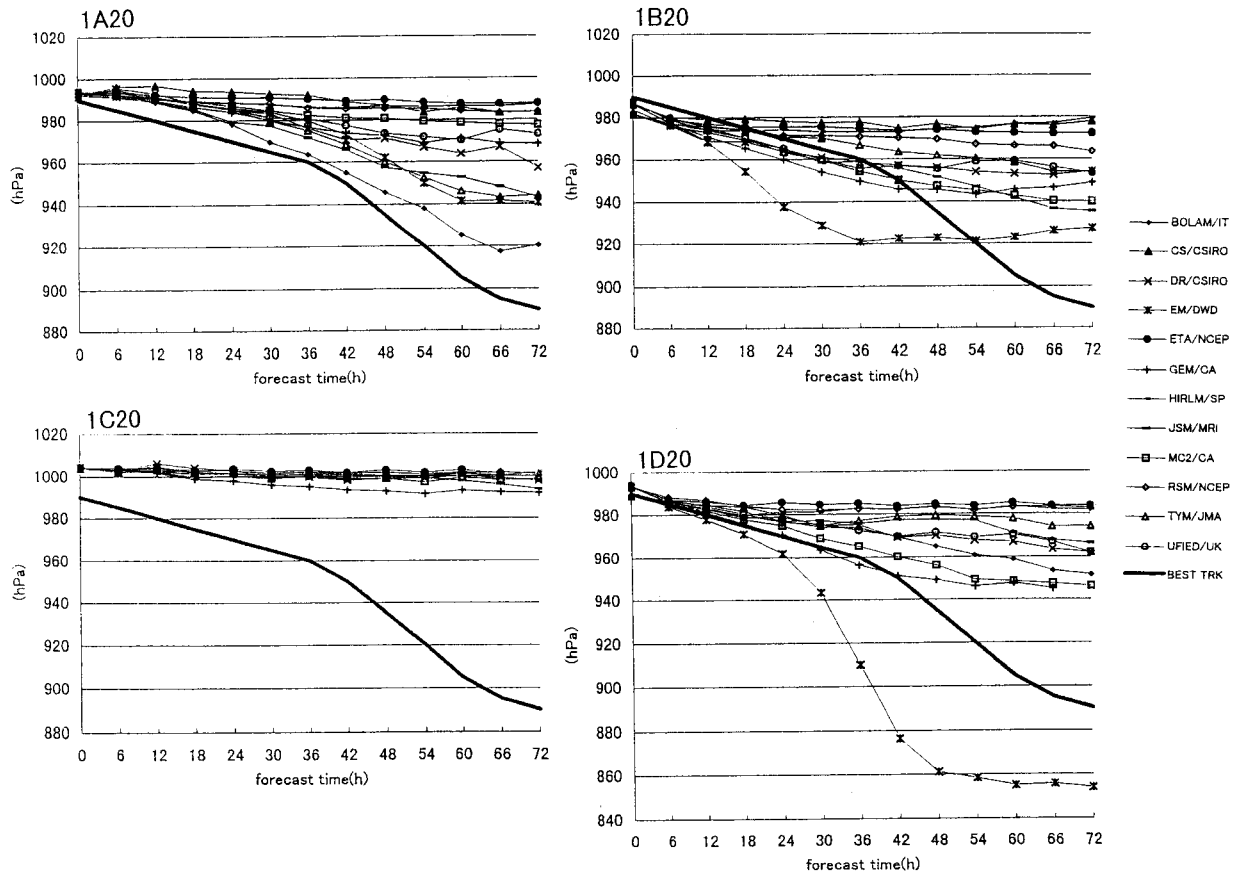 1A20
1020
1000
980
960
940
920
900
880
(hPa)
0 6 12 18 24 30 36 42 48 54 60 66 72
forecast time(h)
1B20
1020
1000
980
960
940
920
900
880
(hPa)
0 6 12 18 24 30 36 42 48 54 60 66 72
forecast time(h)
1C20
1020
1000
980
960
940
920
900
880
(hPa)
0 6 12 18 24 30 36 42 48 54 60 66 72
forecast time(h)
1D20
1000
980
960
940
920
900
880
860
840
(hPa)
0 6 12 18 24 30 36 42 48 54 60 66 72
forecast time(h)
BOLAM/IT
CS/CSIRO
DR/CSIRO
EM/DWD
ETA/NCEP
GEM/CA
HIRLM/SP
JSM/MRI
MC2/CA
RSM/NCEP
TYM/JMA
UFIED/UK
BEST TRK